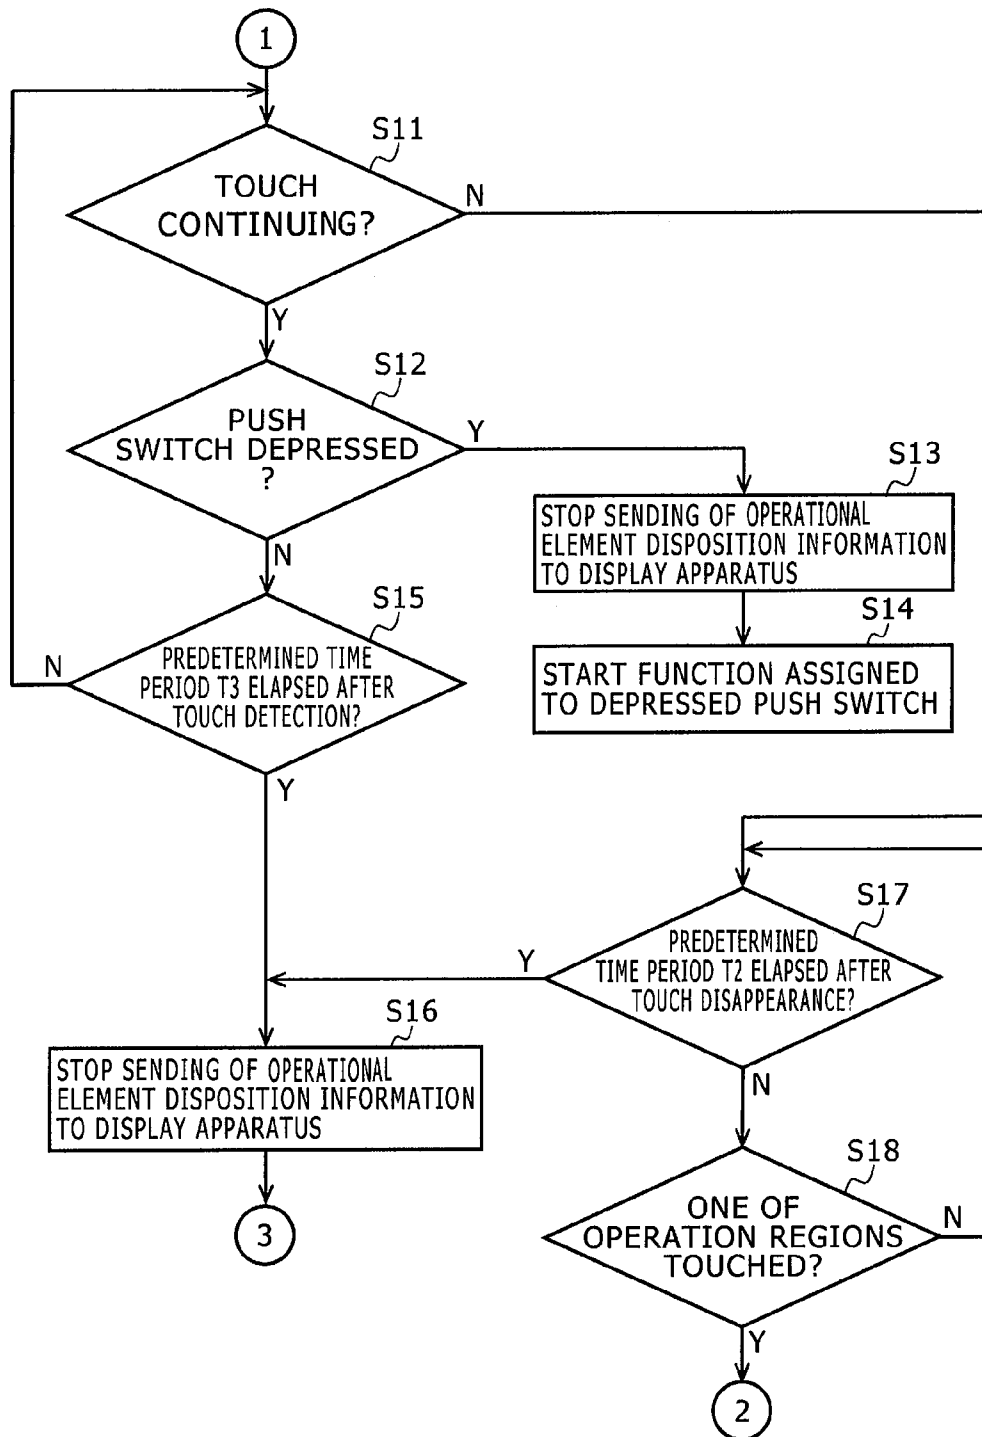 1
S11
TOUCH
CONTINUING?
N
Y
S12
PUSH
SWITCH DEPRESSED
?
Y
N
S13
STOP SENDING OF OPERATIONAL
ELEMENT DISPOSITION INFORMATION
TO DISPLAY APPARATUS
S14
START FUNCTION ASSIGNED
TO DEPRESSED PUSH SWITCH
S15
PREDETERMINED TIME
PERIOD T3 ELAPSED AFTER
TOUCH DETECTION?
N
Y
S17
PREDETERMINED
TIME PERIOD T2 ELAPSED AFTER
TOUCH DISAPPEARANCE?
Y
N
S16
STOP SENDING OF OPERATIONAL
ELEMENT DISPOSITION INFORMATION
TO DISPLAY APPARATUS
3
S18
ONE OF
OPERATION REGIONS
TOUCHED?
N
Y
2